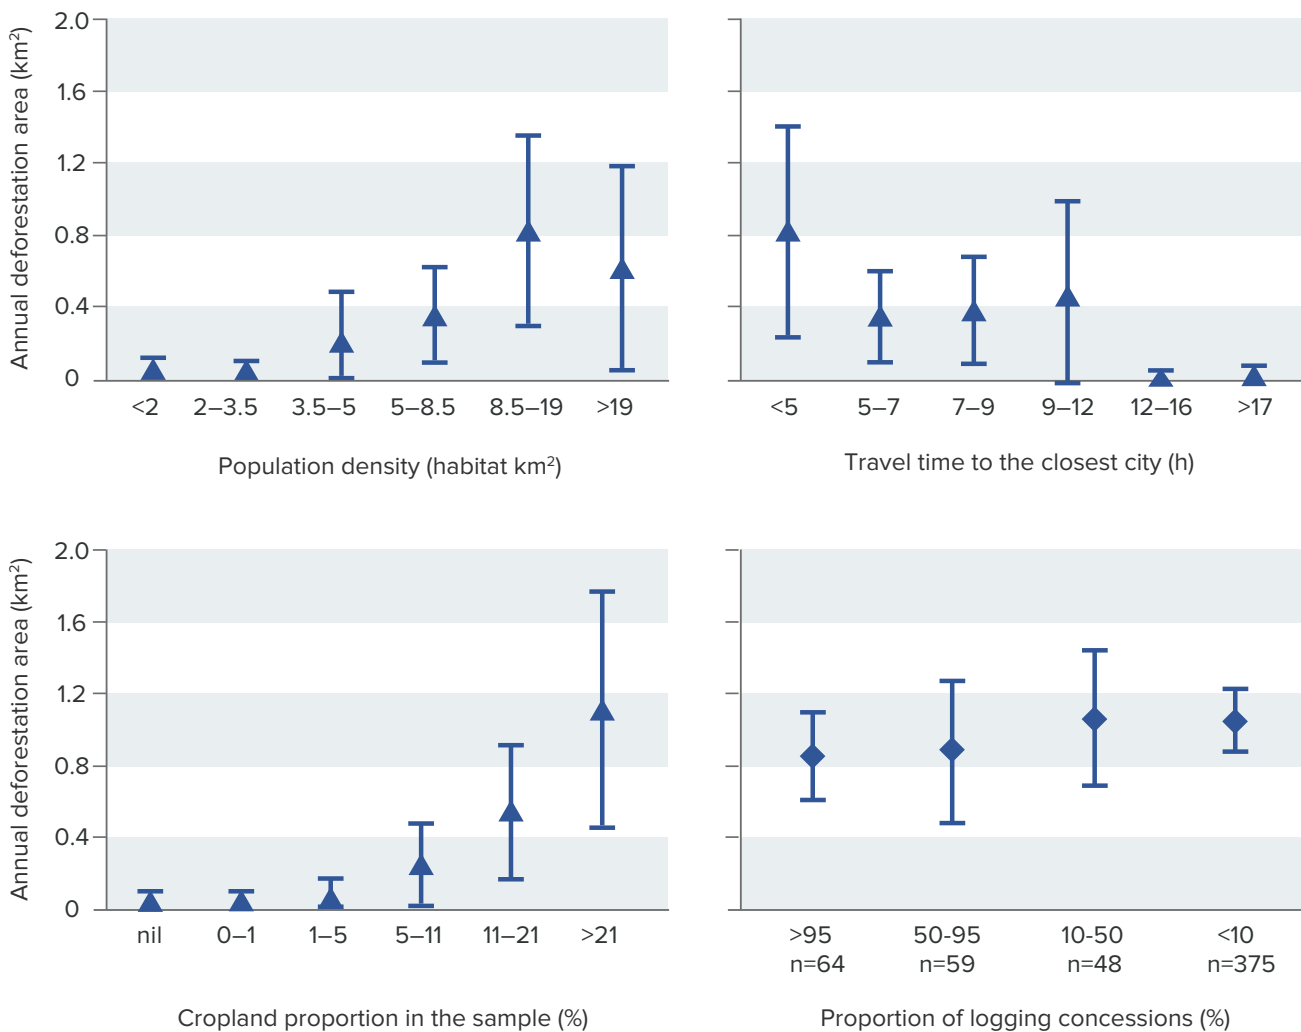 Annual deforestation area (km²)
2.0
1.6
1.2
0.8
0.4
0
<2 2–3.5 3.5–5 5–8.5 8.5–19 >19
Population density (habitat km²)
<5 5–7 7–9 9–12 12–16 >17
Travel time to the closest city (h)
Annual deforestation area (km²)
2.0
1.6
1.2
0.8
0.4
0
nil 0–1 1–5 5–11 11–21 >21
Cropland proportion in the sample (%)
>95 50-95 10-50 <10
n=64 n=59 n=48 n=375
Proportion of logging concessions (%)